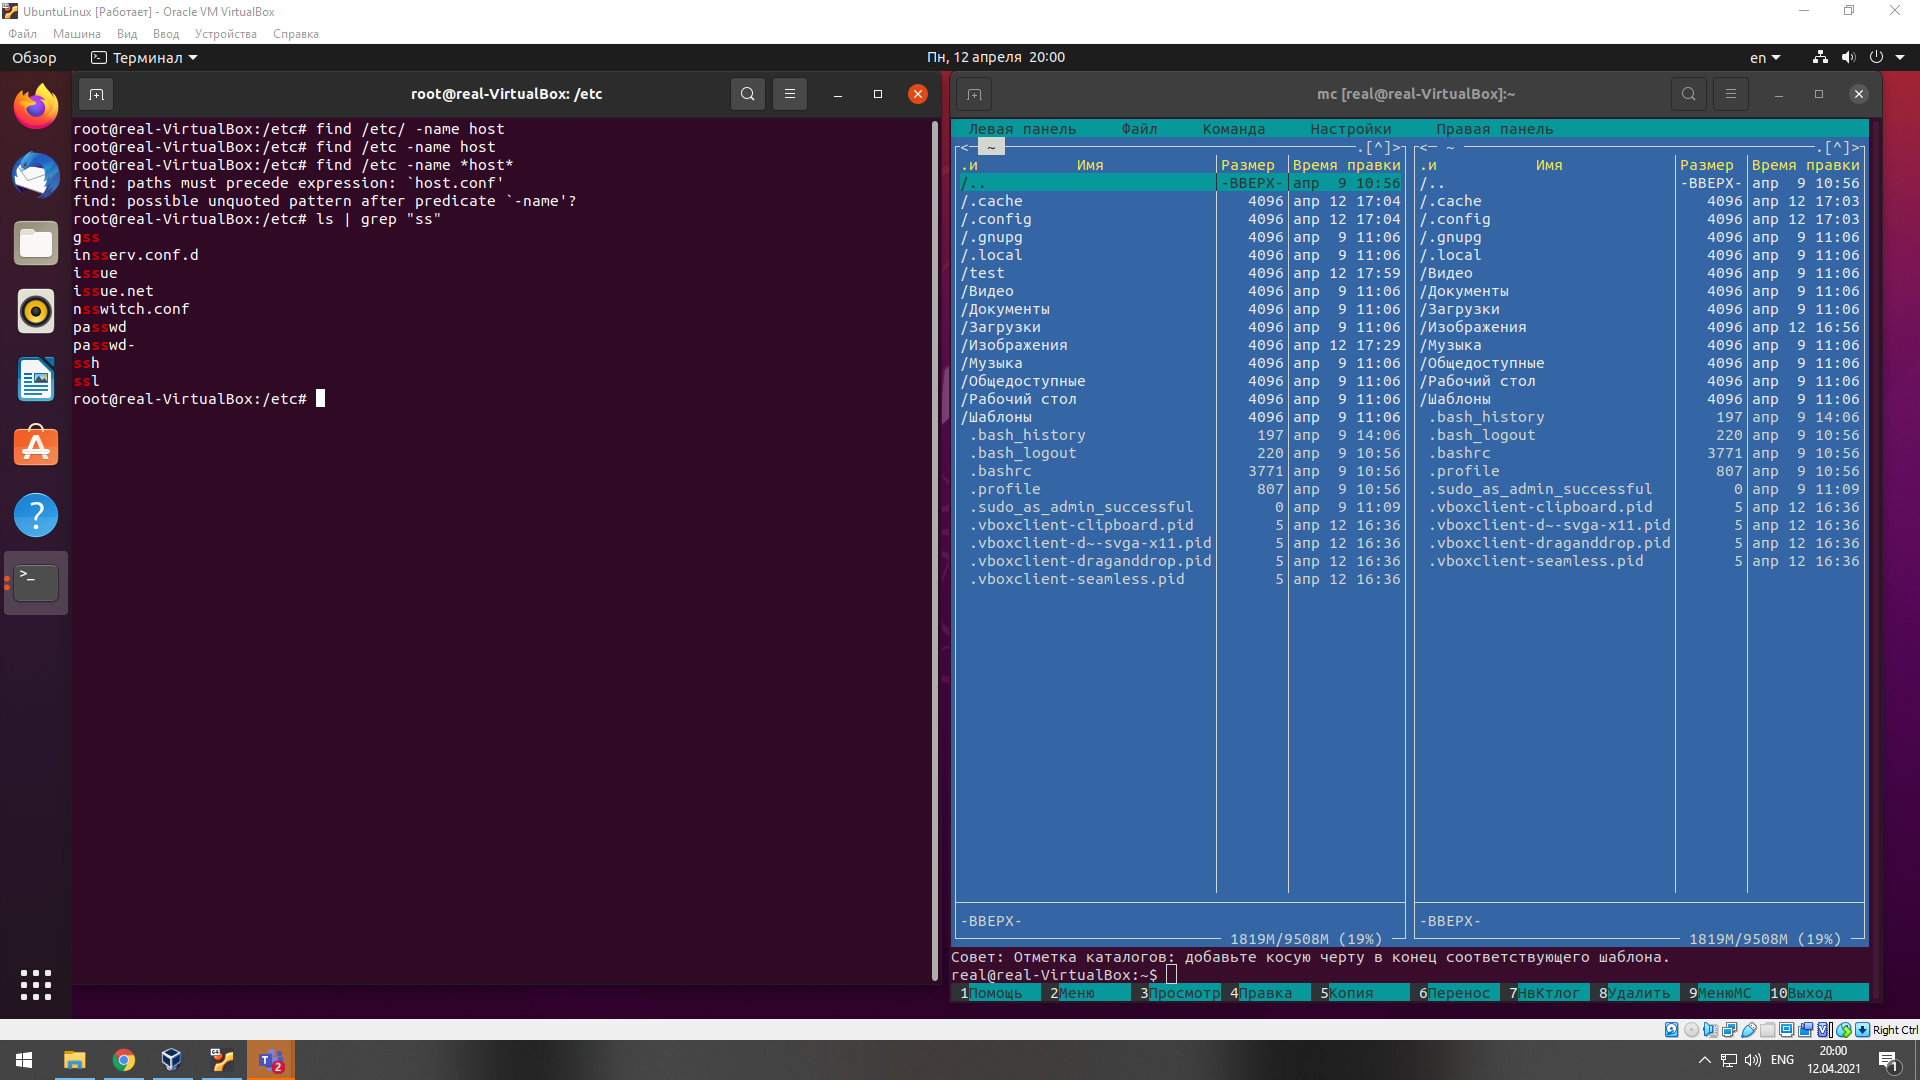 UbuntuLinux [Работает] - Oracle VM VirtualBox
Файл Машина Вид Ввод Устройства Справка
Обзор Терминал Пн, 12 апреля 20:00 en
root@real-VirtualBox: /etc
root@real-VirtualBox:/etc# find /etc/ -name host
root@real-VirtualBox:/etc# find /etc -name host
root@real-VirtualBox:/etc# find /etc -name *host*
find: paths must precede expression: `host.conf'
find: possible unquoted pattern after predicate `-name'?
root@real-VirtualBox:/etc# ls | grep "ss"
gss
insserv.conf.d
issue
issue.net
nsswitch.conf
passwd
passwd-
ssh
ssl
root@real-VirtualBox:/etc#
mc [real@real-VirtualBox]:~
Левая панель Файл Команда Настройки Правая панель
<─ ~ .[^]>
.и Имя Размер Время правки
/.. -ВВЕРХ- апр 9 10:56
/.cache 4096 апр 12 17:04
/.config 4096 апр 12 17:04
/.gnupg 4096 апр 9 11:06
/.local 4096 апр 9 11:06
/test 4096 апр 12 17:59
/Видео 4096 апр 9 11:06
/Документы 4096 апр 9 11:06
/Загрузки 4096 апр 9 11:06
/Изображения 4096 апр 12 17:29
/Музыка 4096 апр 9 11:06
/Общедоступные 4096 апр 9 11:06
/Рабочий стол 4096 апр 9 11:06
/Шаблоны 4096 апр 9 11:06
.bash_history 197 апр 9 14:06
.bash_logout 220 апр 9 10:56
.bashrc 3771 апр 9 10:56
.profile 807 апр 9 10:56
.sudo_as_admin_successful 0 апр 9 11:09
.vboxclient-clipboard.pid 5 апр 12 16:36
.vboxclient-d~-svga-x11.pid 5 апр 12 16:36
.vboxclient-draganddrop.pid 5 апр 12 16:36
.vboxclient-seamless.pid 5 апр 12 16:36
-ВВЕРХ-
1819M/9508M (19%)
<─ ~ .[^]>
.и Имя Размер Время правки
/.. -ВВЕРХ- апр 9 10:56
/.cache 4096 апр 12 17:03
/.config 4096 апр 12 17:03
/.gnupg 4096 апр 9 11:06
/.local 4096 апр 9 11:06
/Видео 4096 апр 9 11:06
/Документы 4096 апр 9 11:06
/Загрузки 4096 апр 9 11:06
/Изображения 4096 апр 12 16:56
/Музыка 4096 апр 9 11:06
/Общедоступные 4096 апр 9 11:06
/Рабочий стол 4096 апр 9 11:06
/Шаблоны 4096 апр 9 11:06
.bash_history 197 апр 9 14:06
.bash_logout 220 апр 9 10:56
.bashrc 3771 апр 9 10:56
.profile 807 апр 9 10:56
.sudo_as_admin_successful 0 апр 9 11:09
.vboxclient-clipboard.pid 5 апр 12 16:36
.vboxclient-d~-svga-x11.pid 5 апр 12 16:36
.vboxclient-draganddrop.pid 5 апр 12 16:36
.vboxclient-seamless.pid 5 апр 12 16:36
-ВВЕРХ-
1819M/9508M (19%)
Совет: Отметка каталогов: добавьте косую черту в конец соответствующего шаблона.
real@real-VirtualBox:~$
1Помощь 2Меню 3Просмотр 4Правка 5Копия 6Перенос 7НвКтлог 8Удалить 9МенюМС 10Выход
Right Ctrl
ENG 20:00
12.04.2021
2
1